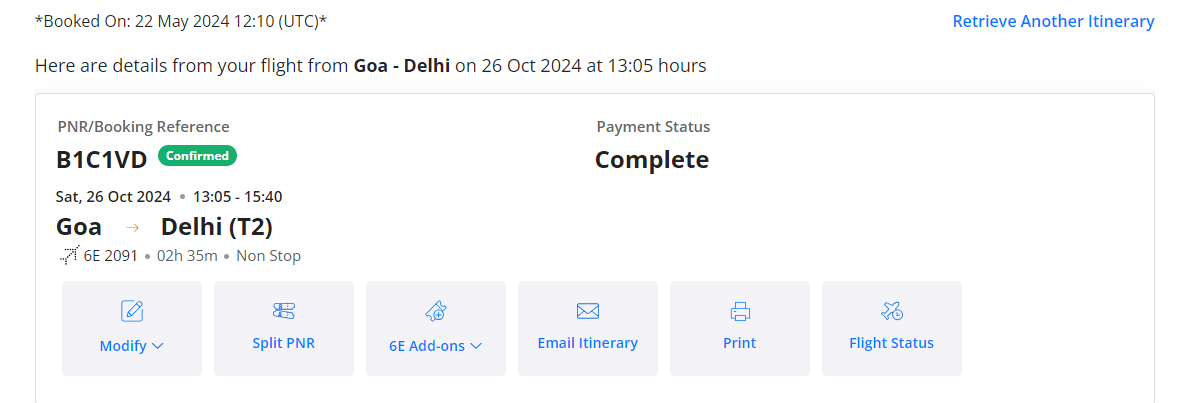 *Booked On: 22 May 2024 12:10 (UTC)*
Retrieve Another Itinerary
Here are details from your flight from Goa - Delhi on 26 Oct 2024 at 13:05 hours
PNR/Booking Reference
Payment Status
B1C1VD Confirmed
Complete
Sat, 26 Oct 2024 • 13:05 - 15:40
Goa → Delhi (T2)
6E 2091 • 02h 35m • Non Stop
Modify
Split PNR
6E Add-ons
Email Itinerary
Print
Flight Status